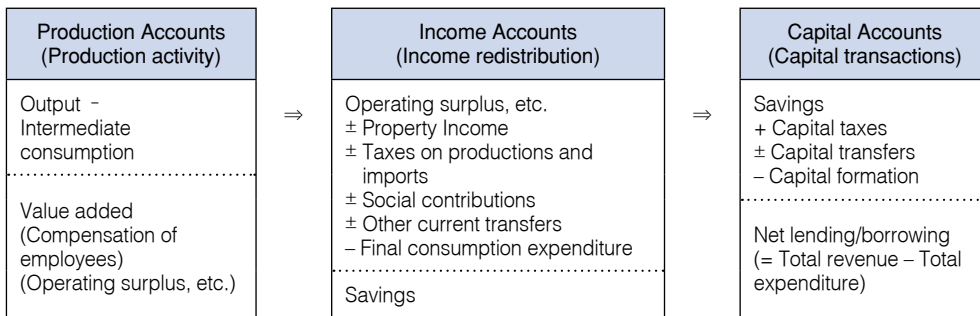 Production Accounts
(Production activity)
Output -
Intermediate
consumption
Value added
(Compensation of
employees)
(Operating surplus, etc.)
⇒
Income Accounts
(Income redistribution)
Operating surplus, etc.
± Property Income
± Taxes on productions and
imports
± Social contributions
± Other current transfers
– Final consumption expenditure
Savings
⇒
Capital Accounts
(Capital transactions)
Savings
+ Capital taxes
± Capital transfers
– Capital formation
Net lending/borrowing
(= Total revenue – Total
expenditure)